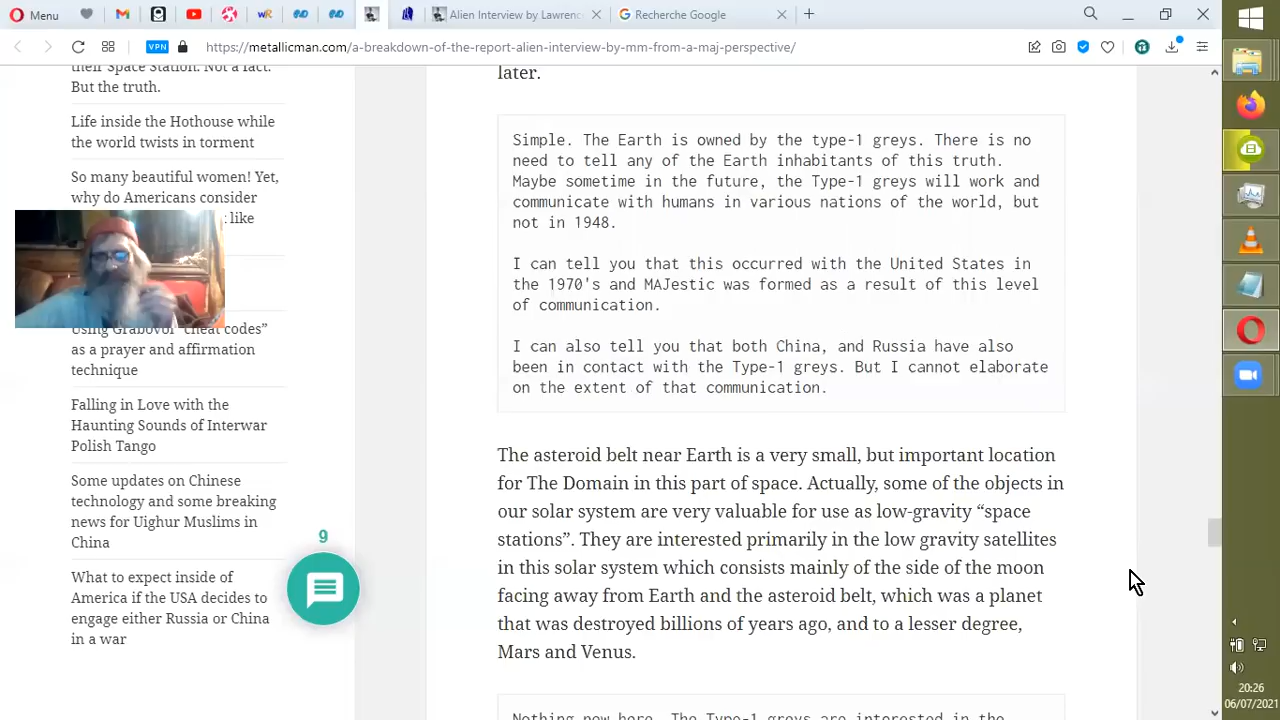 Menu
Alien Interview by Lawrenc
Recherche Google
VPN
https://metallicman.com/a-breakdown-of-the-report-alien-interview-by-mm-from-a-maj-perspective/
their Space Station. Not a fact.
But the truth.
Life inside the Hothouse while
the world twists in torment
So many beautiful women! Yet,
why do Americans consider
like
Using Grabovoi “cheat codes”
as a prayer and affirmation
technique
Falling in Love with the
Haunting Sounds of Interwar
Polish Tango
Some updates on Chinese
technology and some breaking
news for Uighur Muslims in
China
What to expect inside of
America if the USA decides to
engage either Russia or China
in a war
9
later.
Simple. The Earth is owned by the type-1 greys. There is no
need to tell any of the Earth inhabitants of this truth.
Maybe sometime in the future, the Type-1 greys will work and
communicate with humans in various nations of the world, but
not in 1948.
I can tell you that this occurred with the United States in
the 1970's and MAJestic was formed as a result of this level
of communication.
I can also tell you that both China, and Russia have also
been in contact with the Type-1 greys. But I cannot elaborate
on the extent of that communication.
The asteroid belt near Earth is a very small, but important location
for The Domain in this part of space. Actually, some of the objects in
our solar system are very valuable for use as low-gravity “space
stations”. They are interested primarily in the low gravity satellites
in this solar system which consists mainly of the side of the moon
facing away from Earth and the asteroid belt, which was a planet
that was destroyed billions of years ago, and to a lesser degree,
Mars and Venus.
Nothing now here. The Type-1 greys are interested in the
20:26
06/07/2021